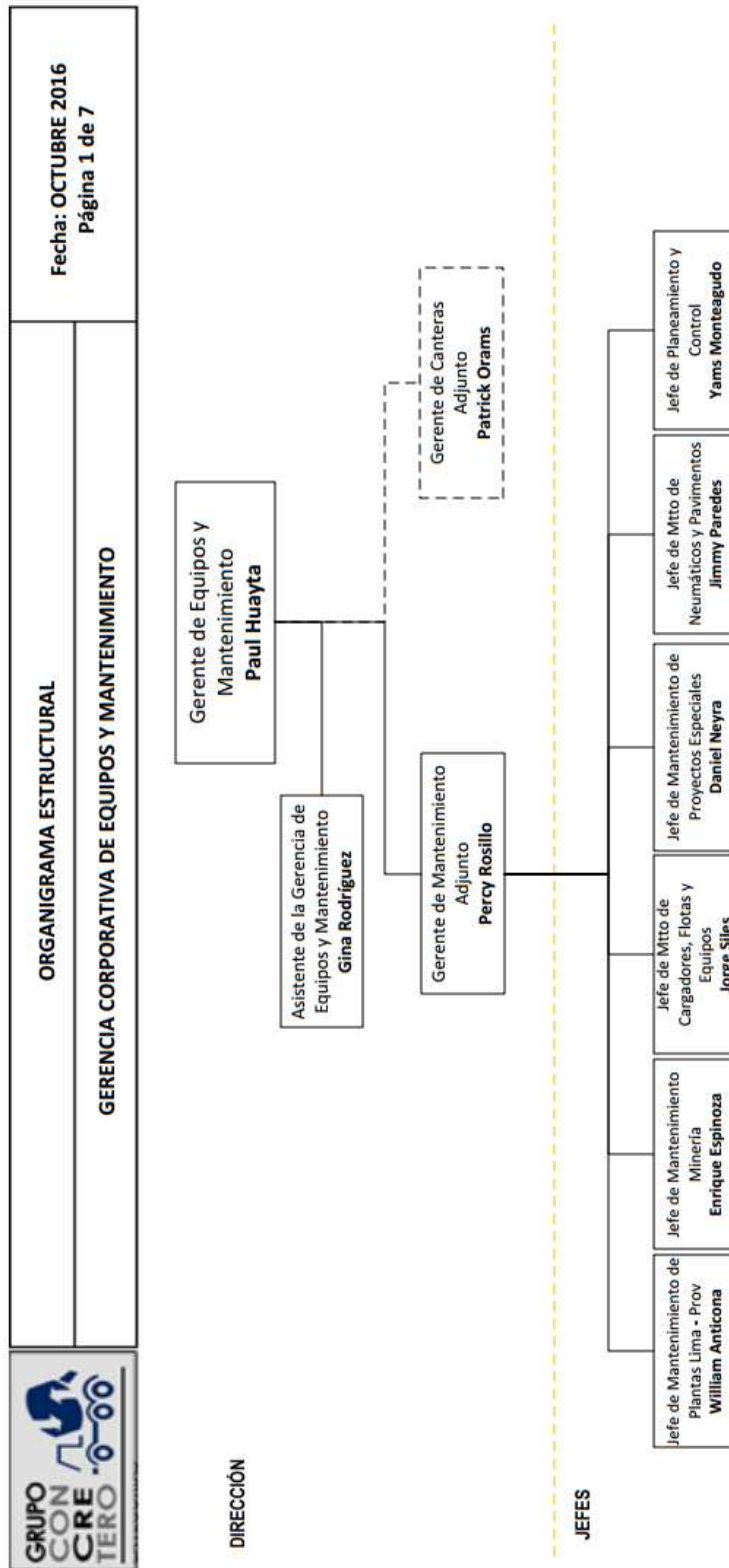 GRUPO
CON
CRE
TERO
ORGANIGRAMA ESTRUCTURAL
GERENCIA CORPORATIVA DE EQUIPOS Y MANTENIMIENTO
Fecha: OCTUBRE 2016
Página 1 de 7
DIRECCIÓN
Gerente de Equipos y
Mantenimiento
Paul Huayta
Asistente de la Gerencia de
Equipos y Mantenimiento
Gina Rodríguez
Gerente de Mantenimiento
Adjunto
Percy Rosillo
Gerente de Canteras
Adjunto
Patrick Orams
JEFES
Jefe de Mantenimiento de
Plantas Lima - Prov
William Anticona
Jefe de Mantenimiento
Minería
Enrique Espinoza
Jefe de Mtto de
Cargadores, Flotas y
Equipos
Jorge Siles
Jefe de Mantenimiento de
Proyectos Especiales
Daniel Neyra
Jefe de Mtto de
Neumáticos y Pavimentos
Jimmy Paredes
Jefe de Planeamiento y
Control
Yams Monteagudo